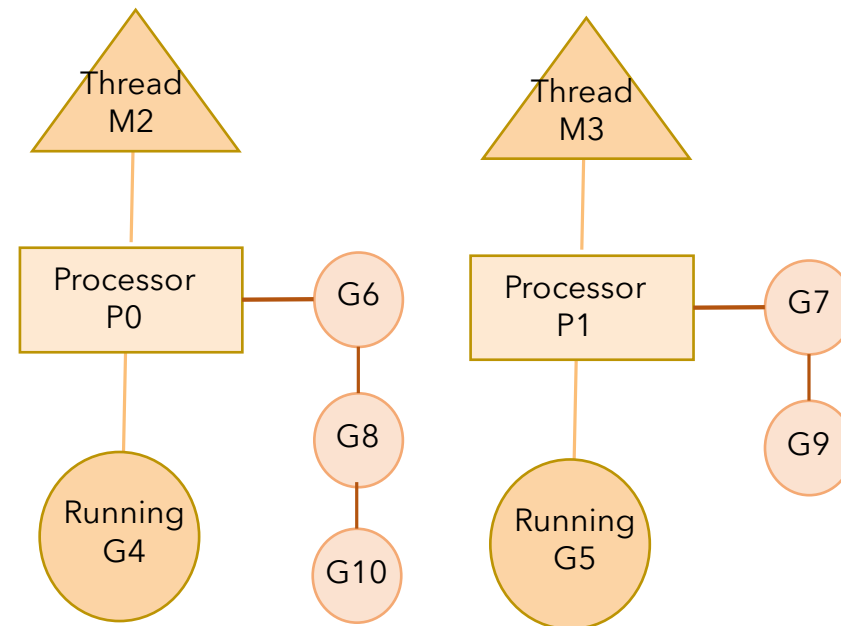 Thread
M2
Processor
P0
G6
G8
Running
G4
G10
Thread
M3
Processor
P1
G7
G9
Running
G5